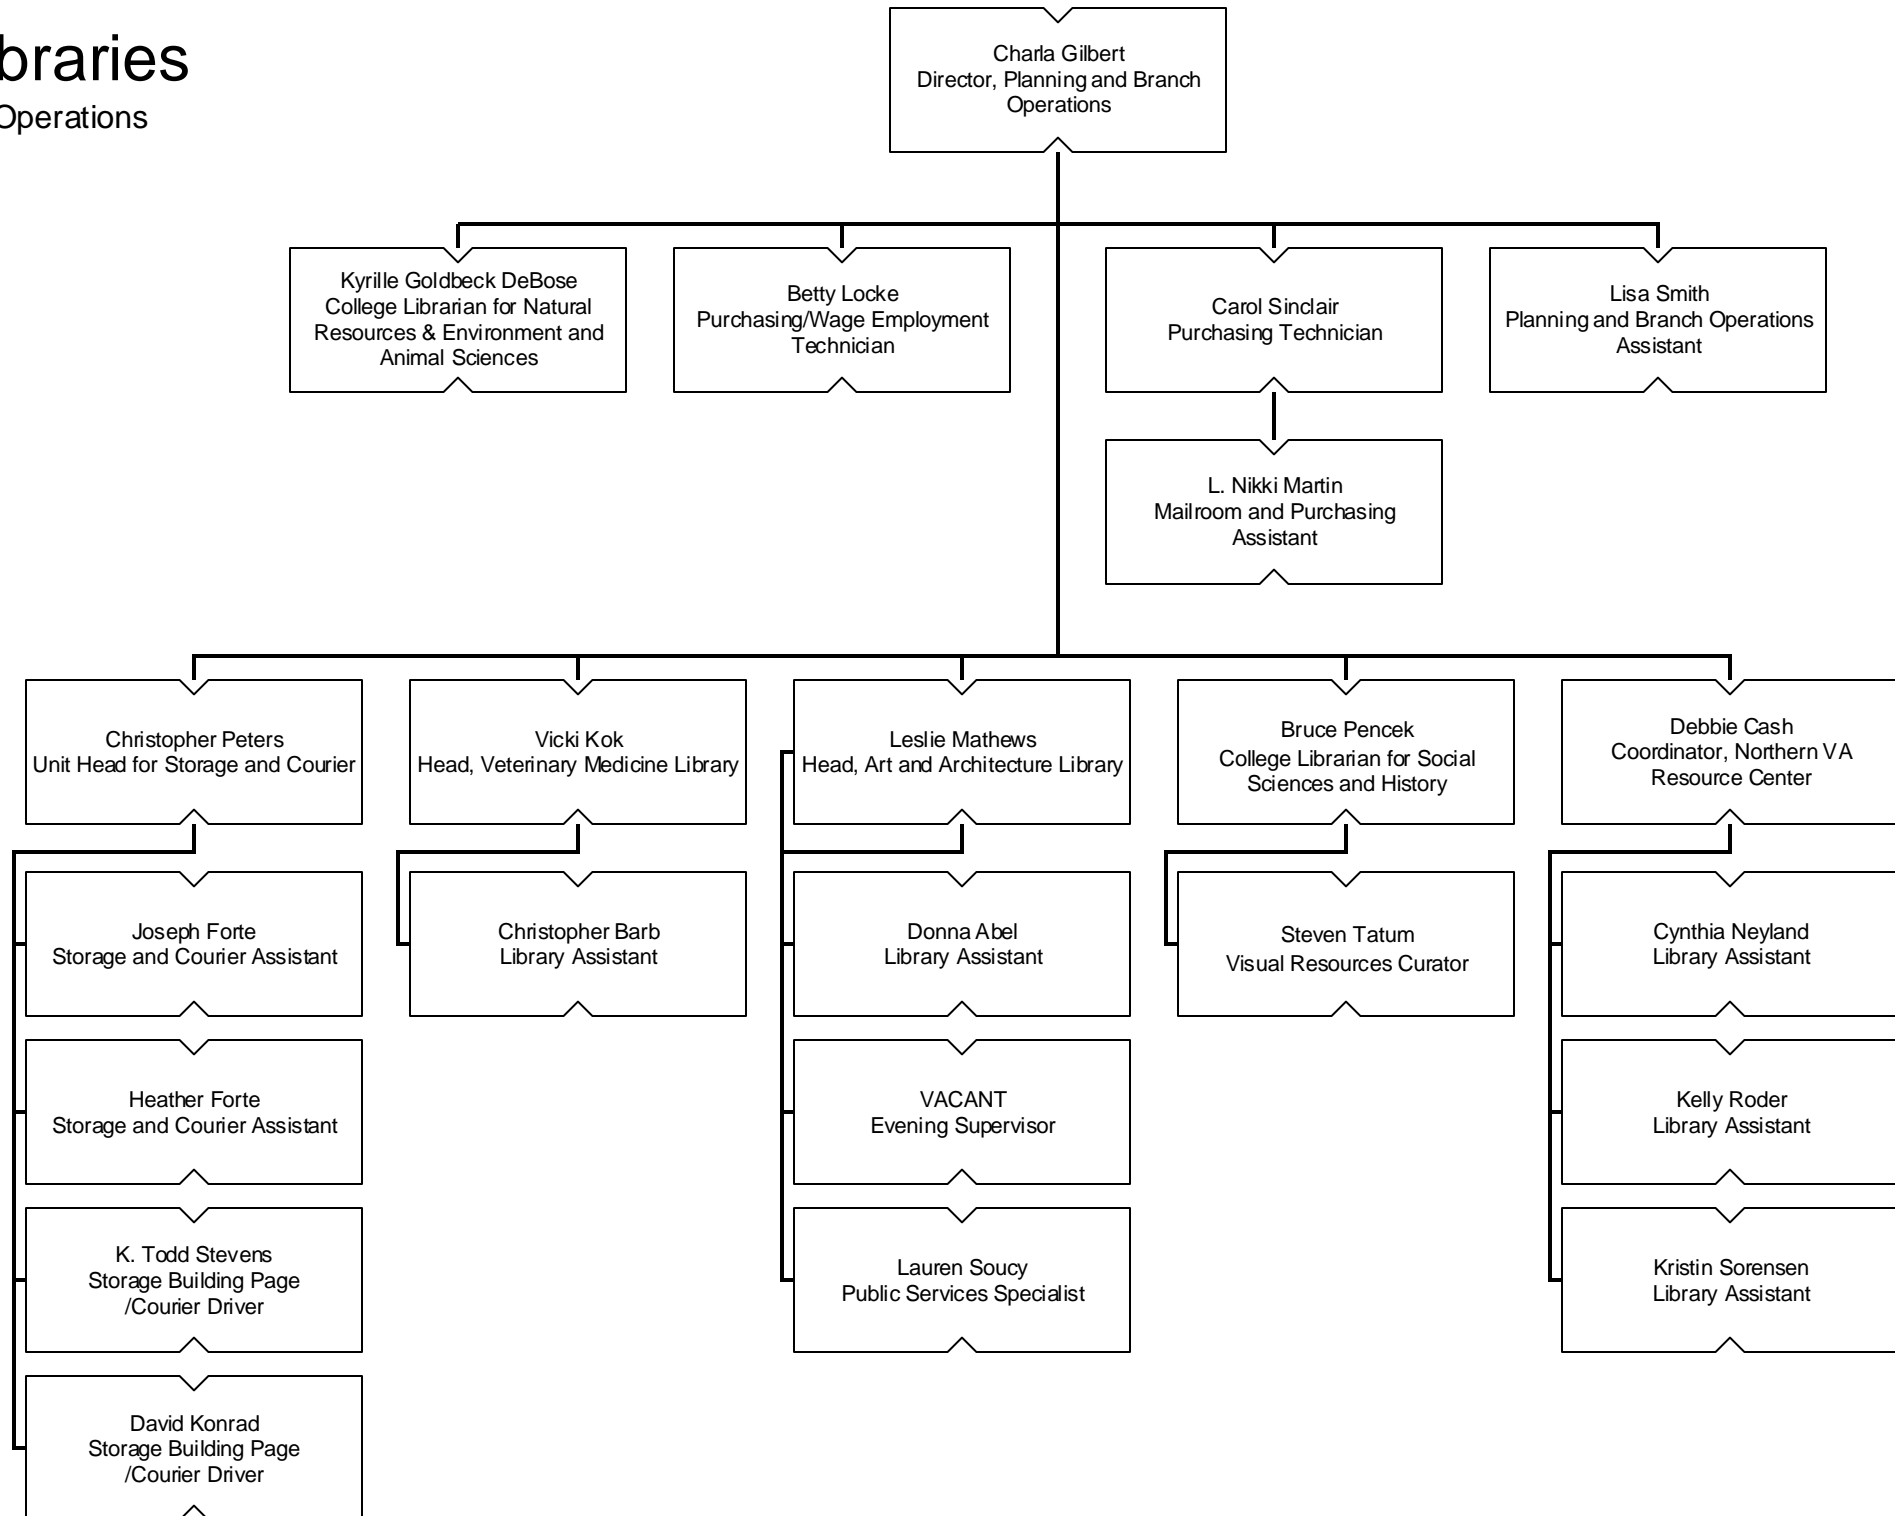 braries
Operations
Charla Gilbert
Director, Planning and Branch
Operations
Kyrille Goldbeck DeBose
College Librarian for Natural
Resources & Environment and
Animal Sciences
Betty Locke
Purchasing/Wage Employment
Technician
Carol Sinclair
Purchasing Technician
Lisa Smith
Planning and Branch Operations
Assistant
L. Nikki Martin
Mailroom and Purchasing
Assistant
Christopher Peters
Unit Head for Storage and Courier
Vicki Kok
Head, Veterinary Medicine Library
Leslie Mathews
Head, Art and Architecture Library
Bruce Pencek
College Librarian for Social
Sciences and History
Debbie Cash
Coordinator, Northern VA
Resource Center
Joseph Forte
Storage and Courier Assistant
Christopher Barb
Library Assistant
Donna Abel
Library Assistant
Steven Tatum
Visual Resources Curator
Cynthia Neyland
Library Assistant
Heather Forte
Storage and Courier Assistant
VACANT
Evening Supervisor
Kelly Roder
Library Assistant
K. Todd Stevens
Storage Building Page
/Courier Driver
Lauren Soucy
Public Services Specialist
Kristin Sorensen
Library Assistant
David Konrad
Storage Building Page
/Courier Driver